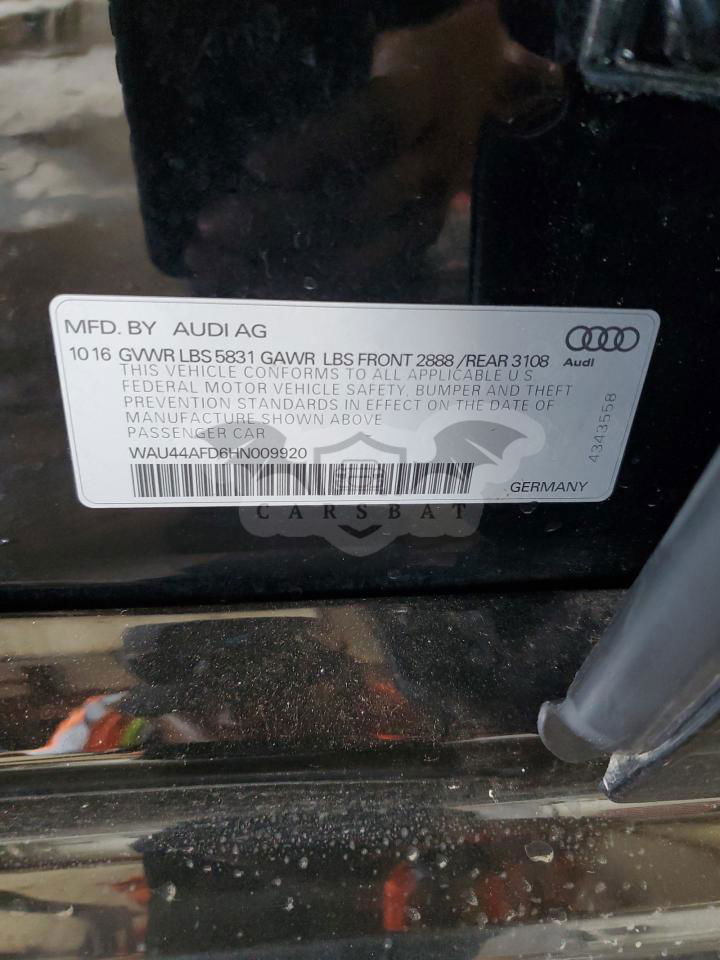 MFD. BY AUDI AG
10 16 GVWR LBS 5831 GAWR LBS FRONT 2888 /REAR 3108
Audi
THIS VEHICLE CONFORMS TO ALL APPLICABLE U.S
FEDERAL MOTOR VEHICLE SAFETY, BUMPER AND THEFT
PREVENTION STANDARDS IN EFFECT ON THE DATE OF
MANUFACTURE SHOWN ABOVE
PASSENGER CAR
WAU44AFD6HN009920
4343558
GERMANY
CARSBAT